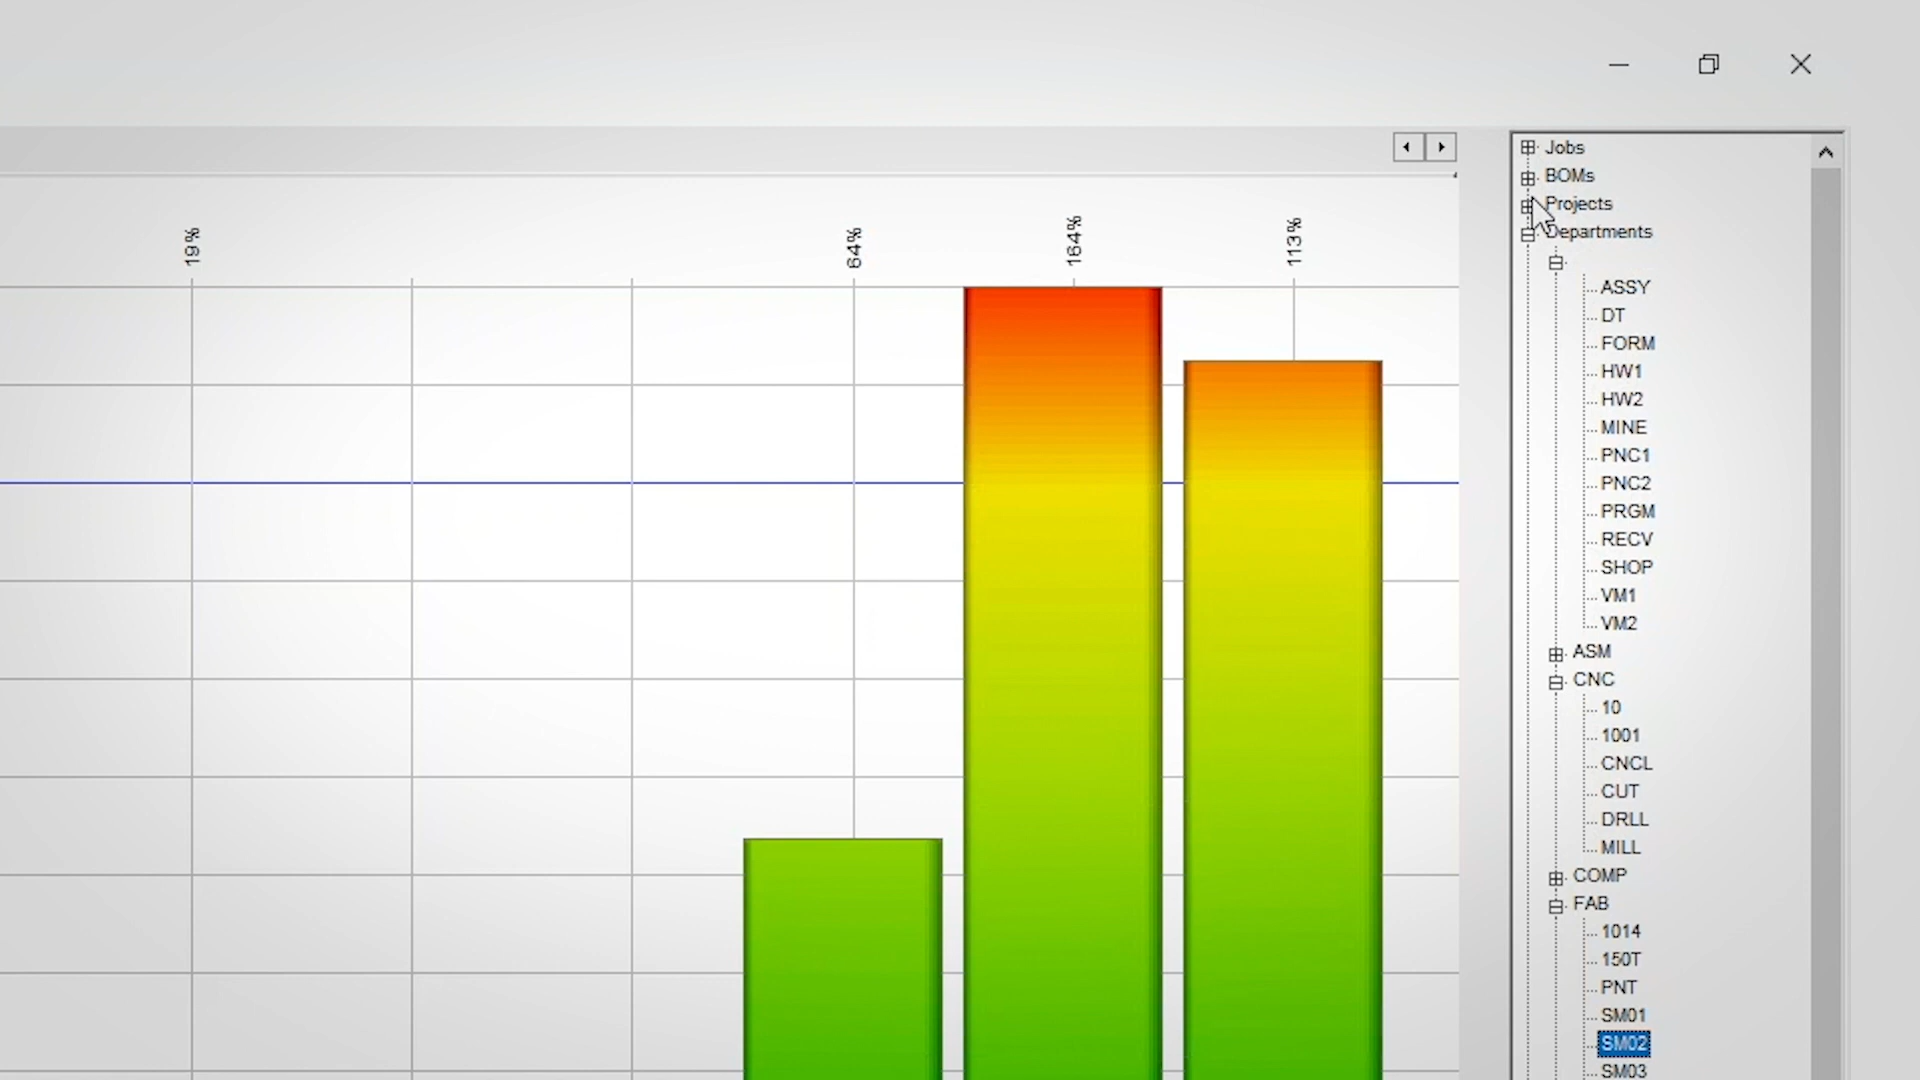 19%
64%
164%
113%
Jobs
BOMs
Projects
Departments
ASSY
DT
FORM
HW1
HW2
MINE
PNC1
PNC2
PRGM
RECV
SHOP
VM1
VM2
ASM
CNC
10
1001
CNCL
CUT
DRLL
MILL
COMP
FAB
1014
150T
PNT
SM01
SM02
SM03